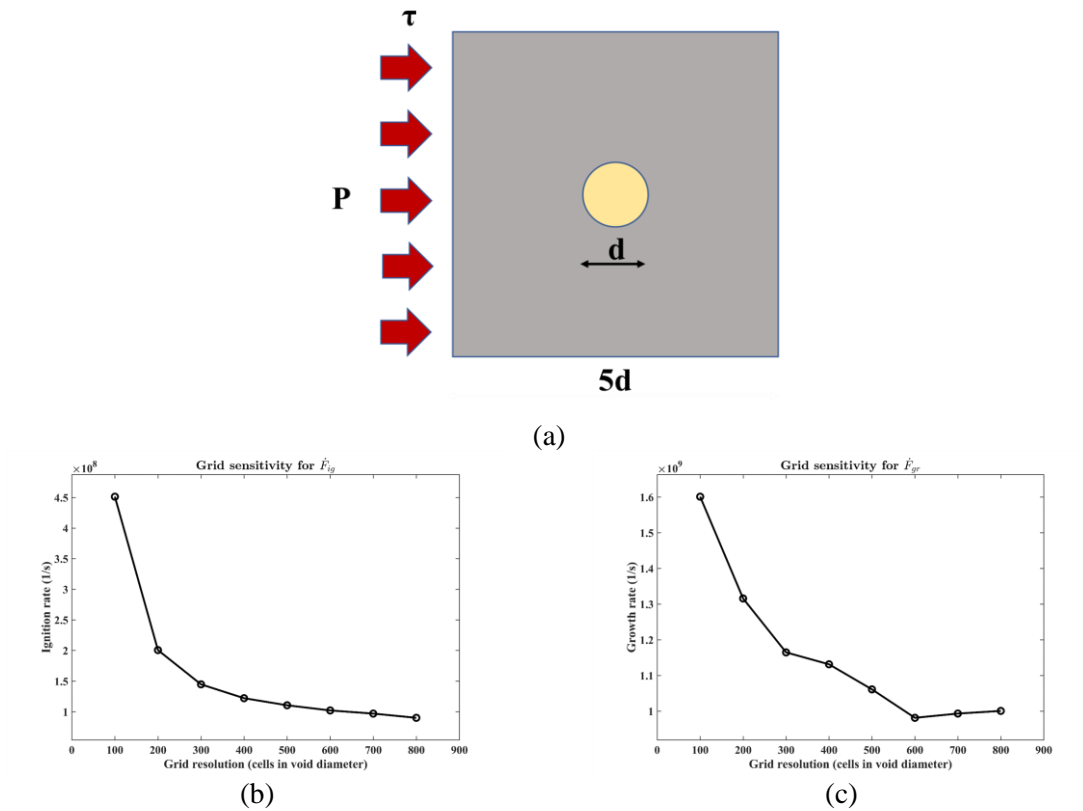 τ
P
d
5d
(a)
×10⁸
Grid sensitivity for Ḟ_ig
4.5
4
3.5
3
2.5
2
1.5
1
Ignition rate (1/s)
0 100 200 300 400 500 600 700 800 900
Grid resolution (cells in void diameter)
(b)
×10⁹
Grid sensitivity for Ḟ_gr
1.6
1.5
1.4
1.3
1.2
1.1
1
Growth rate (1/s)
0 100 200 300 400 500 600 700 800 900
Grid resolution (cells in void diameter)
(c)